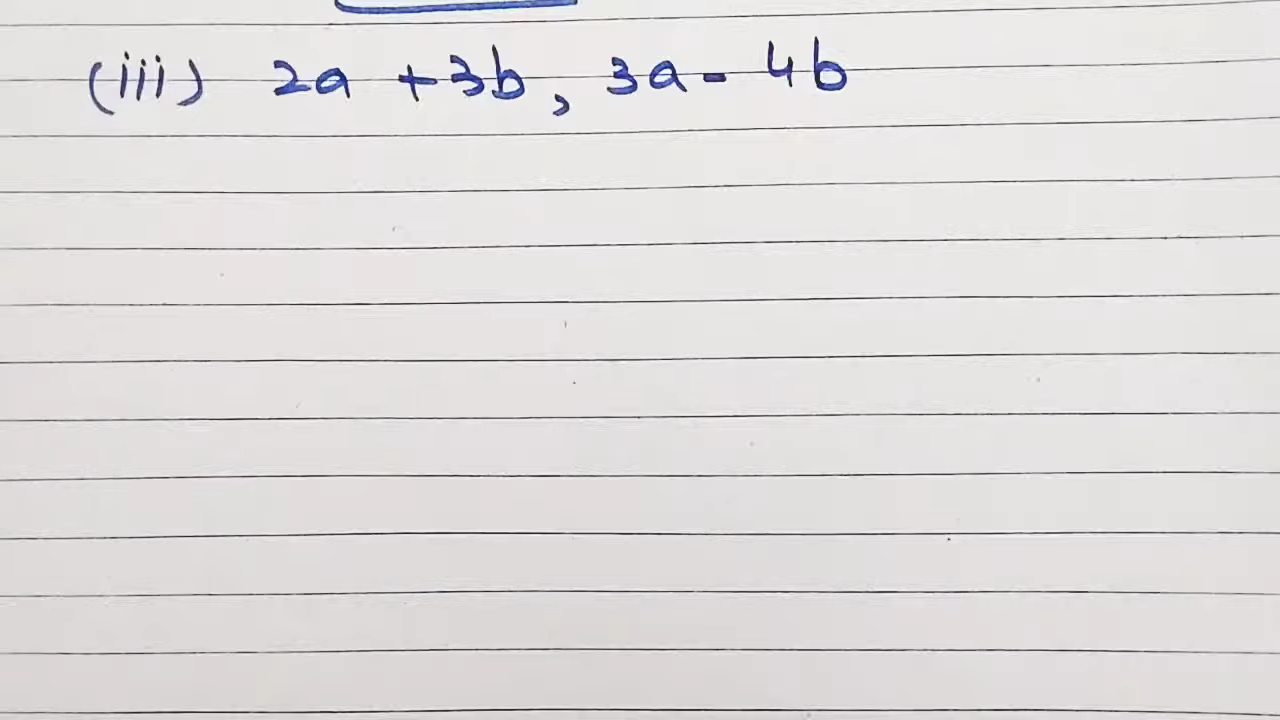 (iii) 2a + 3b, 3a - 4b